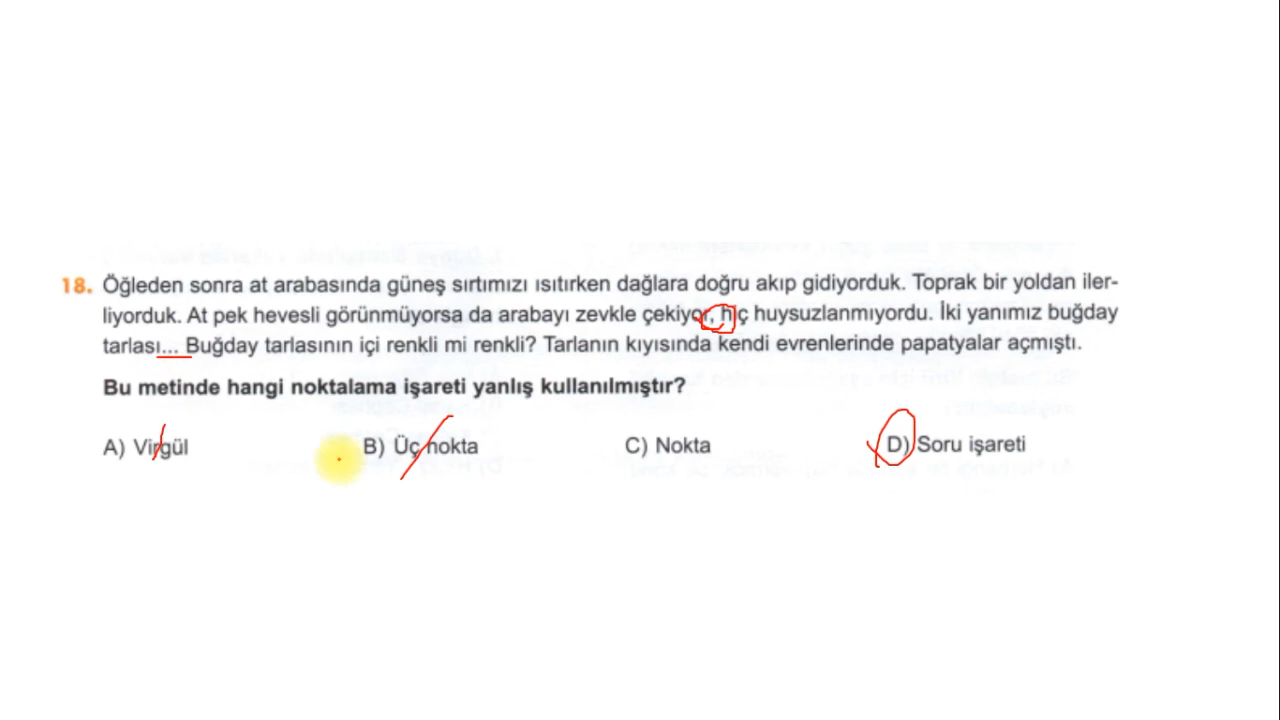 18. Öğleden sonra at arabasında güneş sırtımızı ısıtırken dağlara doğru akıp gidiyorduk. Toprak bir yoldan iler-
liyorduk. At pek hevesli görünmüyorsa da arabayı zevkle çekiyor, hiç huysuzlanmıyordu. İki yanımız buğday
tarlası... Buğday tarlasının içi renkli mi renkli? Tarlanın kıyısında kendi evrenlerinde papatyalar açmıştı.
Bu metinde hangi noktalama işareti yanlış kullanılmıştır?
A) Virgül B) Üç nokta C) Nokta D) Soru işareti